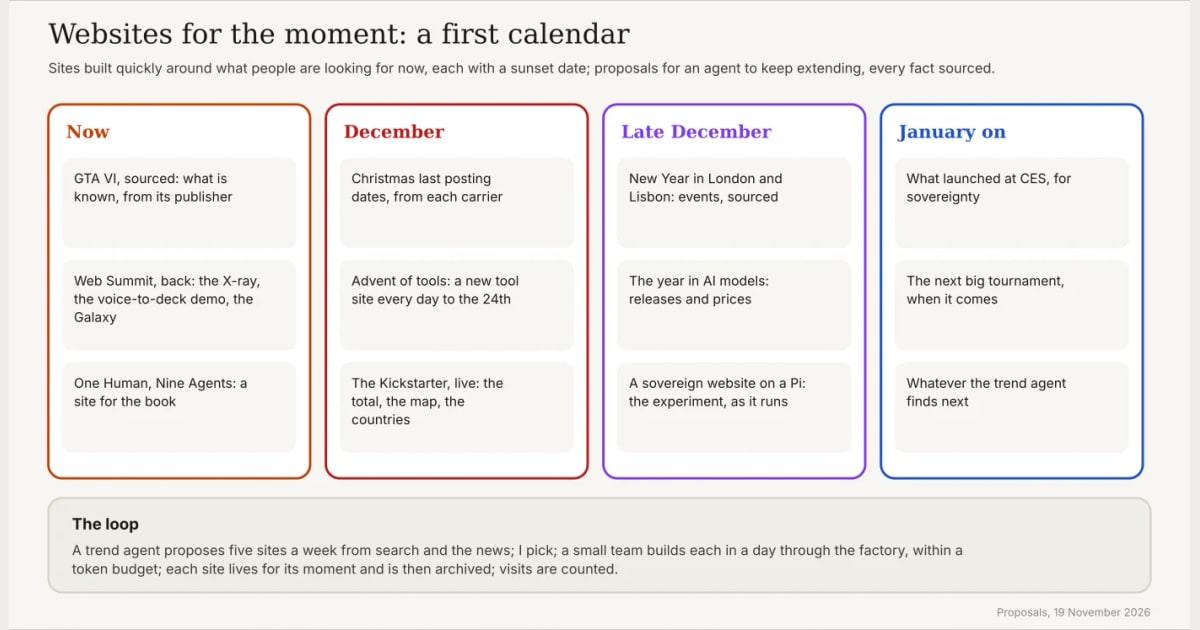 Websites for the moment: a first calendar
Sites built quickly around what people are looking for now, each with a sunset date; proposals for an agent to keep extending, every fact sourced.
Now
GTA VI, sourced: what is
known, from its publisher
Web Summit, back: the X-ray,
the voice-to-deck demo, the
Galaxy
One Human, Nine Agents: a
site for the book
December
Christmas last posting
dates, from each carrier
Advent of tools: a new tool
site every day to the 24th
The Kickstarter, live: the
total, the map, the
countries
Late December
New Year in London and
Lisbon: events, sourced
The year in AI models:
releases and prices
A sovereign website on a Pi:
the experiment, as it runs
January on
What launched at CES, for
sovereignty
The next big tournament,
when it comes
Whatever the trend agent
finds next
The loop
A trend agent proposes five sites a week from search and the news; I pick; a small team builds each in a day through the factory, within a
token budget; each site lives for its moment and is then archived; visits are counted.
Proposals, 19 November 2026